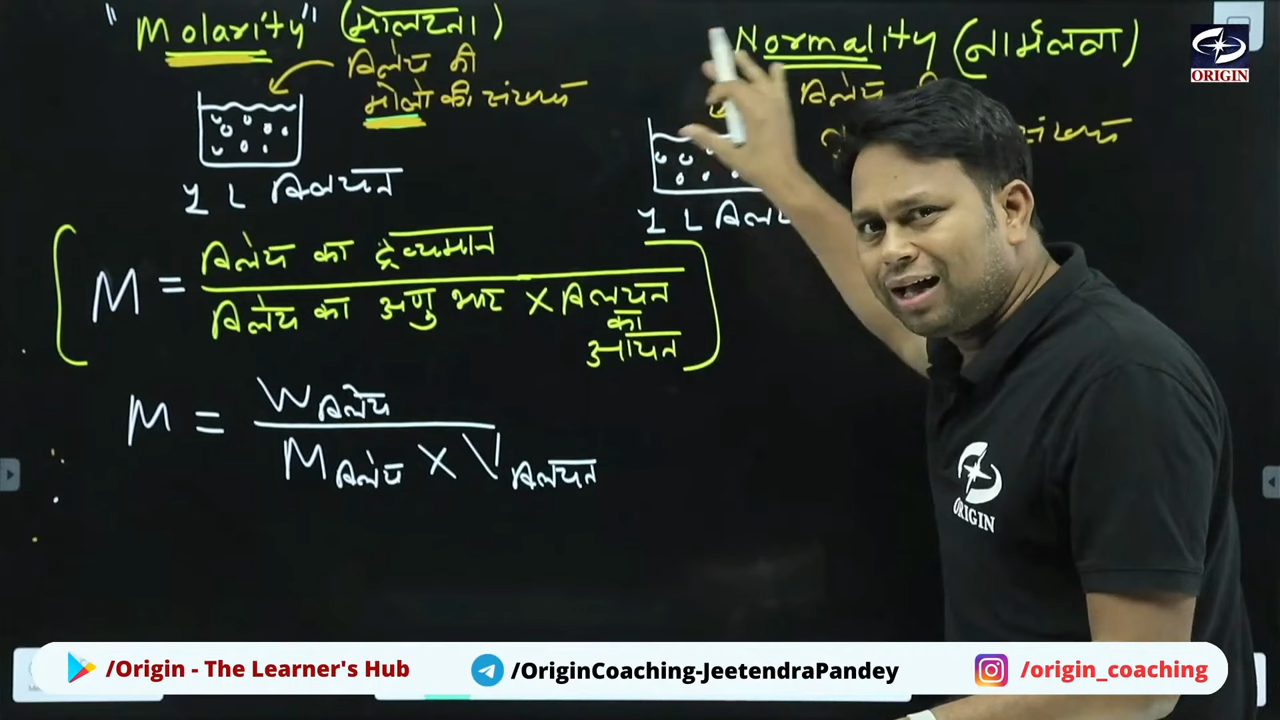 "Molarity" (मोलरता)
विलेय की
मोलो की संख्या
1 L विलयन
M = विलेय का द्रव्यमान
विलेय का अणु भार × विलयन
का
आयतन
M = W विलेय
M विलेय × V विलयन
Normality (नार्मलता)
विलेय
संख्या
1 L
ORIGIN
ORIGIN
/Origin - The Learner's Hub
/OriginCoaching-JeetendraPandey
/origin_coaching